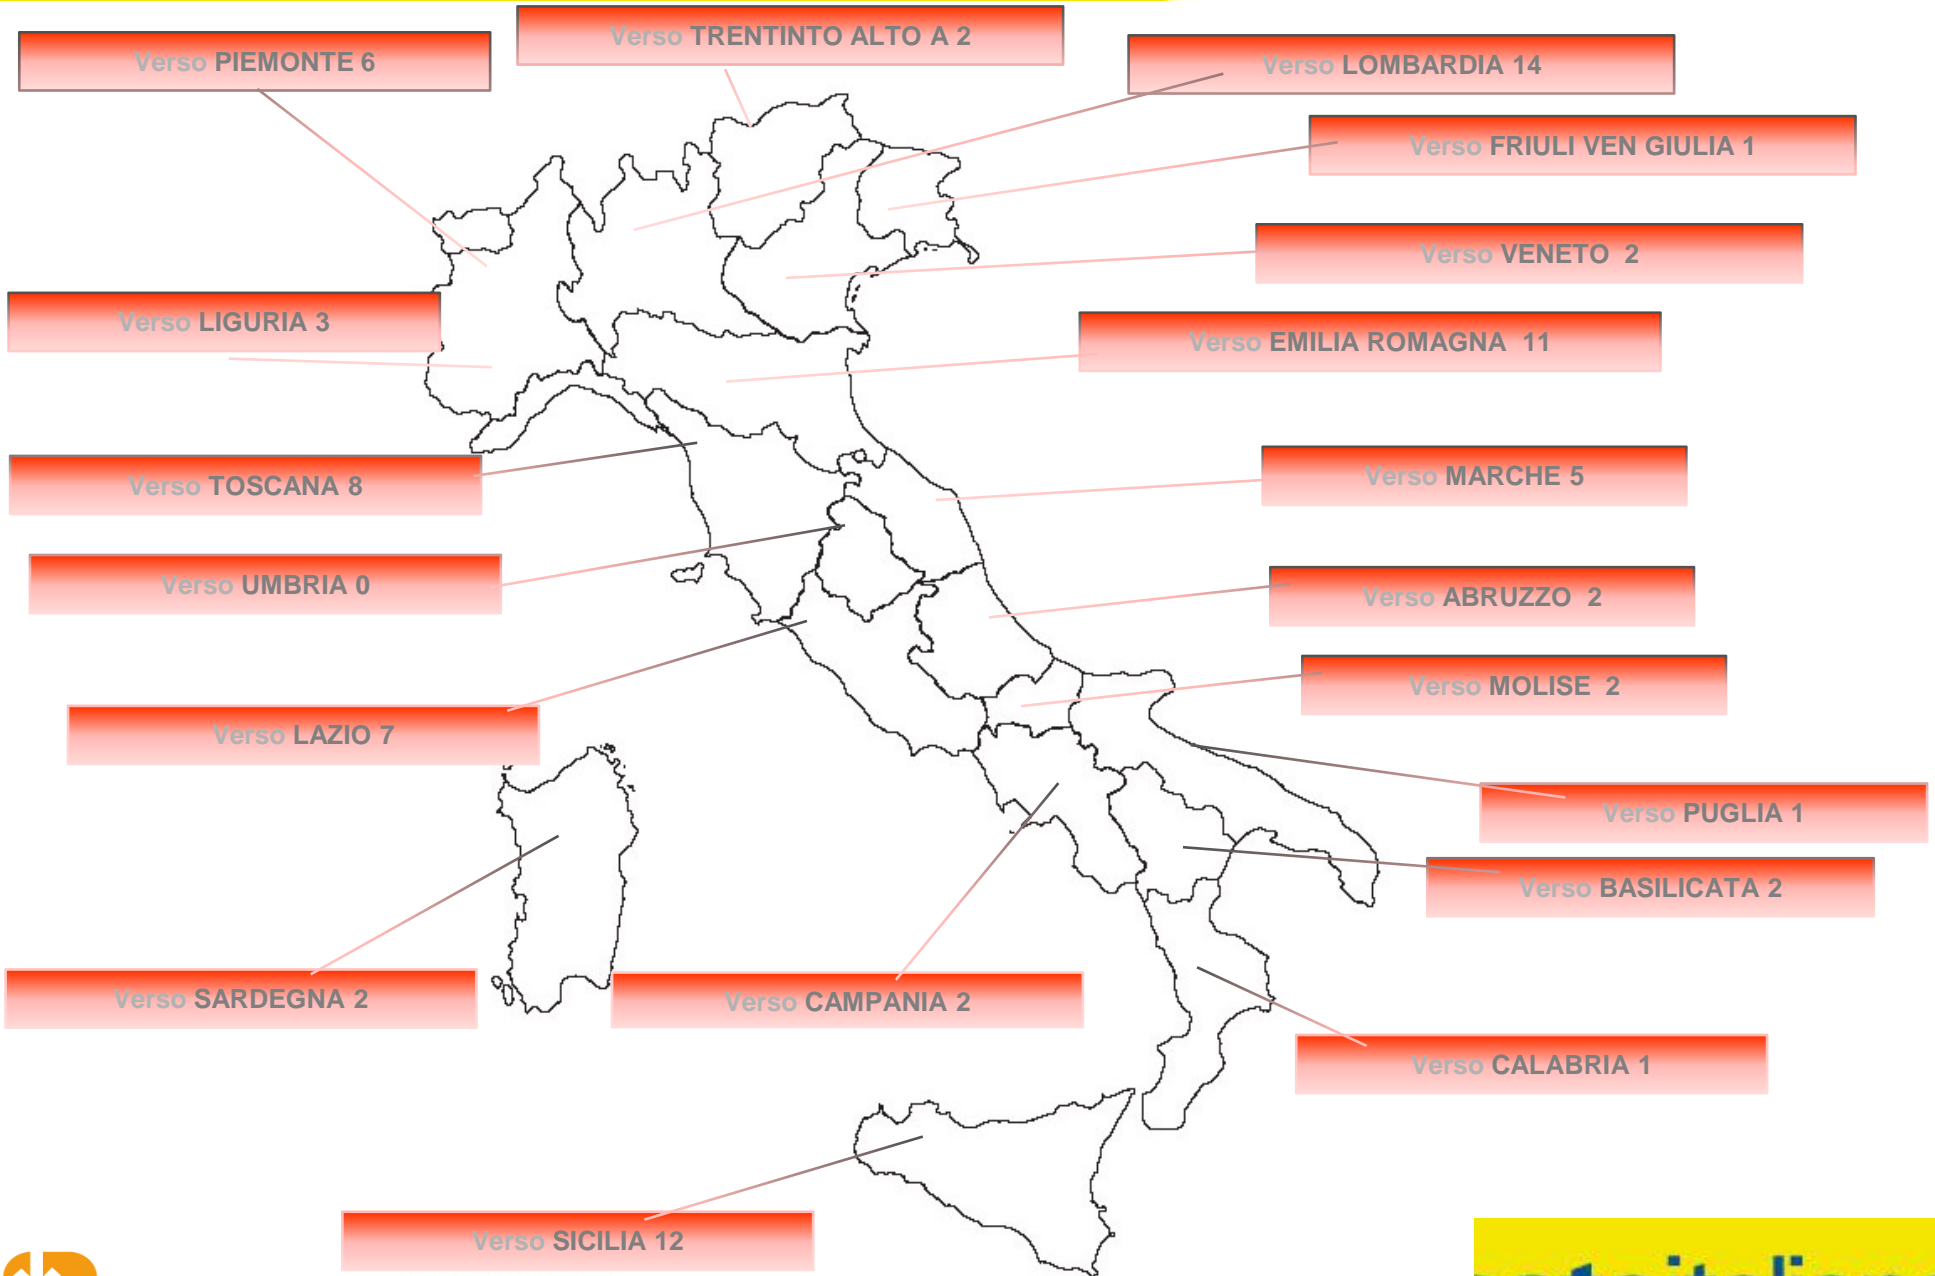 Verso TRENTINTO ALTO A 2
Verso PIEMONTE 6
Verso LOMBARDIA 14
Verso FRIULI VEN GIULIA 1
Verso VENETO 2
Verso LIGURIA 3
Verso EMILIA ROMAGNA 11
Verso TOSCANA 8
Verso MARCHE 5
Verso UMBRIA 0
Verso ABRUZZO 2
Verso MOLISE 2
Verso LAZIO 7
Verso PUGLIA 1
Verso BASILICATA 2
Verso SARDEGNA 2
Verso CAMPANIA 2
Verso CALABRIA 1
Verso SICILIA 12